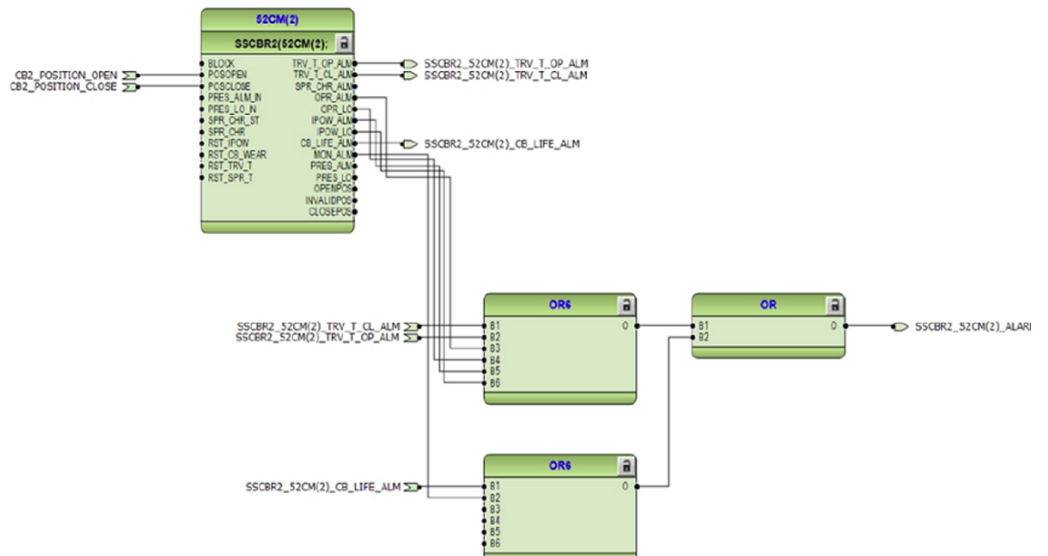 52CM(2)
SSCBR2(52CM(2);
CB2_POSITION_OPEN
CB2_POSITION_CLOSE
BLOCK
POSOPEN
POSCLOSE
PRES_ALM_IN
PRES_LO_IN
SPR_CHR_ST
SPR_CHR
RST_IPOW
RST_CB_WEAR
RST_TRV_T
RST_SPR_T
TRV_T_OP_ALM
TRV_T_CL_ALM
SPR_CHR_ALM
OPR_ALM
OPR_LO
IPOW_ALM
IPOW_LO
CB_LIFE_ALM
MON_ALM
PRES_ALM
PRES_LO
OPENPOS
INVALIDPOS
CLOSEPOS
SSCBR2_52CM(2)_TRV_T_OP_ALM
SSCBR2_52CM(2)_TRV_T_CL_ALM
SSCBR2_52CM(2)_CB_LIFE_ALM
SSCBR2_52CM(2)_TRV_T_CL_ALM
SSCBR2_52CM(2)_TRV_T_OP_ALM
OR6
B1
B2
B3
B4
B5
B6
O
OR
B1
B2
O
SSCBR2_52CM(2)_ALARI
SSCBR2_52CM(2)_CB_LIFE_ALM
OR6
B1
B2
B3
B4
B5
B6
O